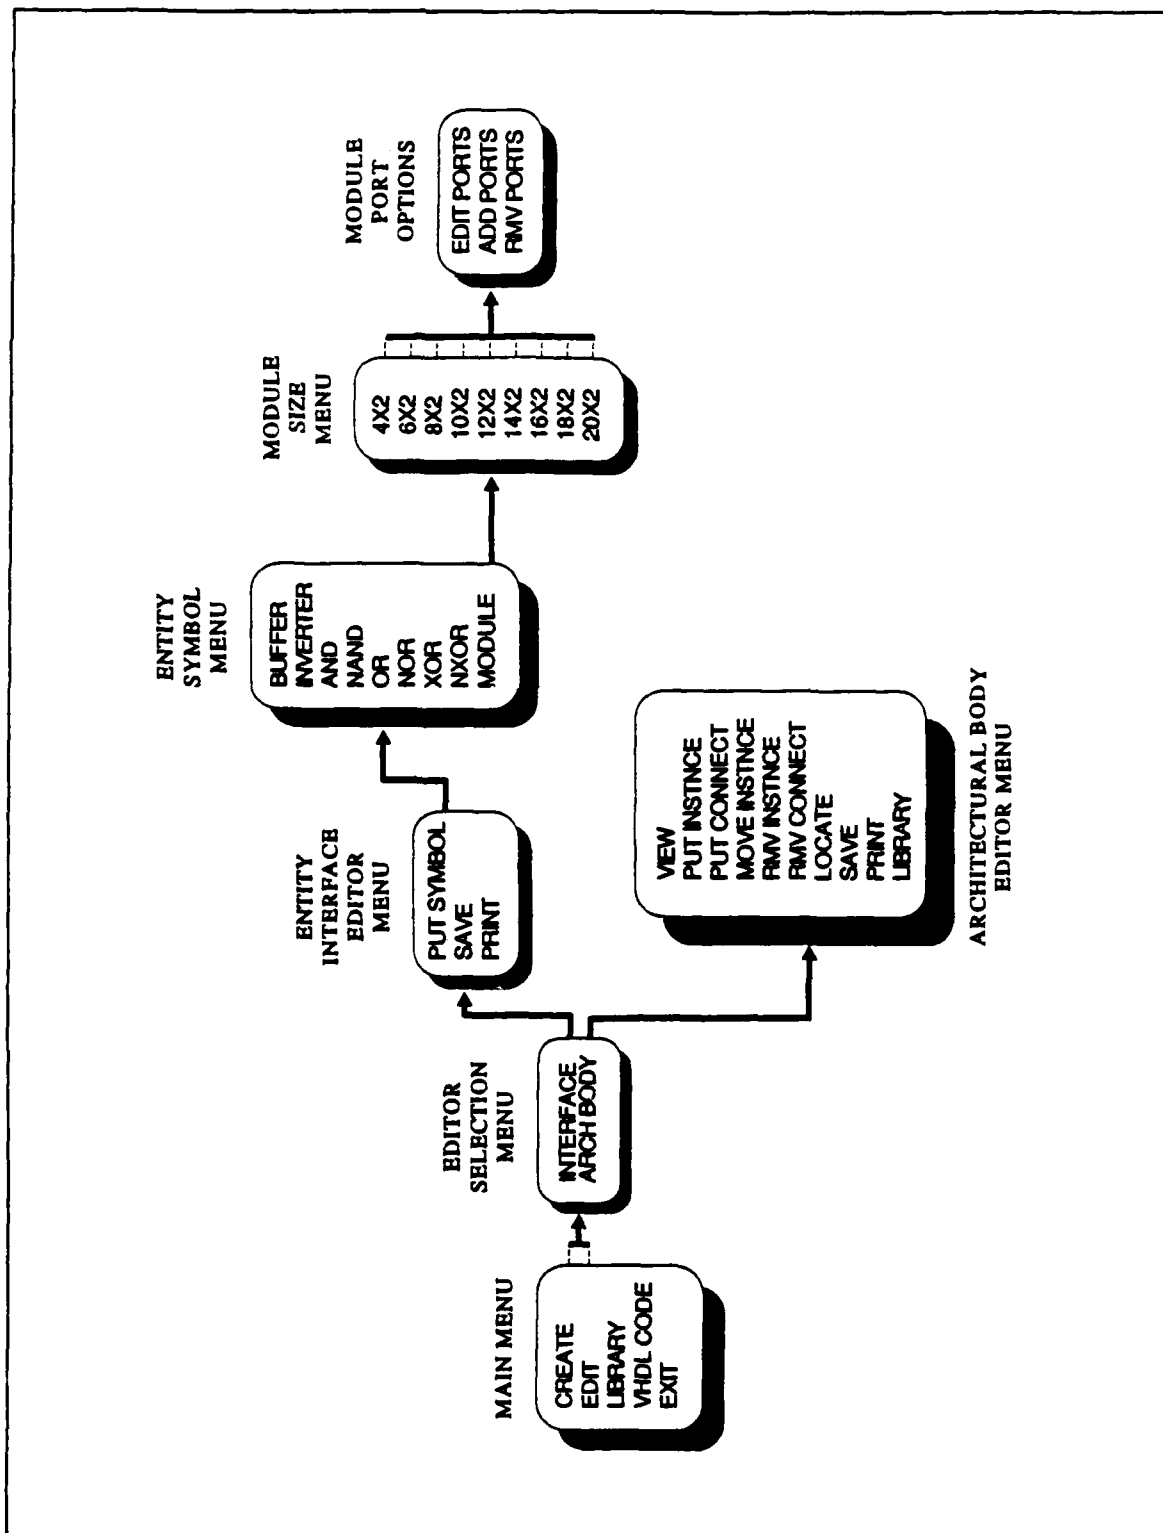 MAIN MENU
CREATE
EDIT
LIBRARY
VHDL CODE
EXIT
EDITOR
SELECTION
MENU
INTERFACE
ARCH BODY
ENTITY
INTERFACE
EDITOR
MENU
PUT SYMBOL
SAVE
PRINT
ENTITY
SYMBOL
MENU
BUFFER
INVERTER
AND
NAND
OR
NOR
XOR
NXOR
MODULE
MODULE
SIZE
MENU
4X2
6X2
8X2
10X2
12X2
14X2
16X2
18X2
20X2
MODULE
PORT
OPTIONS
EDIT PORTS
ADD PORTS
RMV PORTS
VIEW
PUT INSTNCE
PUT CONNECT
MOVE INSTNCE
RMV INSTNCE
RMV CONNECT
LOCATE
SAVE
PRINT
LIBRARY
ARCHITECTURAL BODY
EDITOR MENU